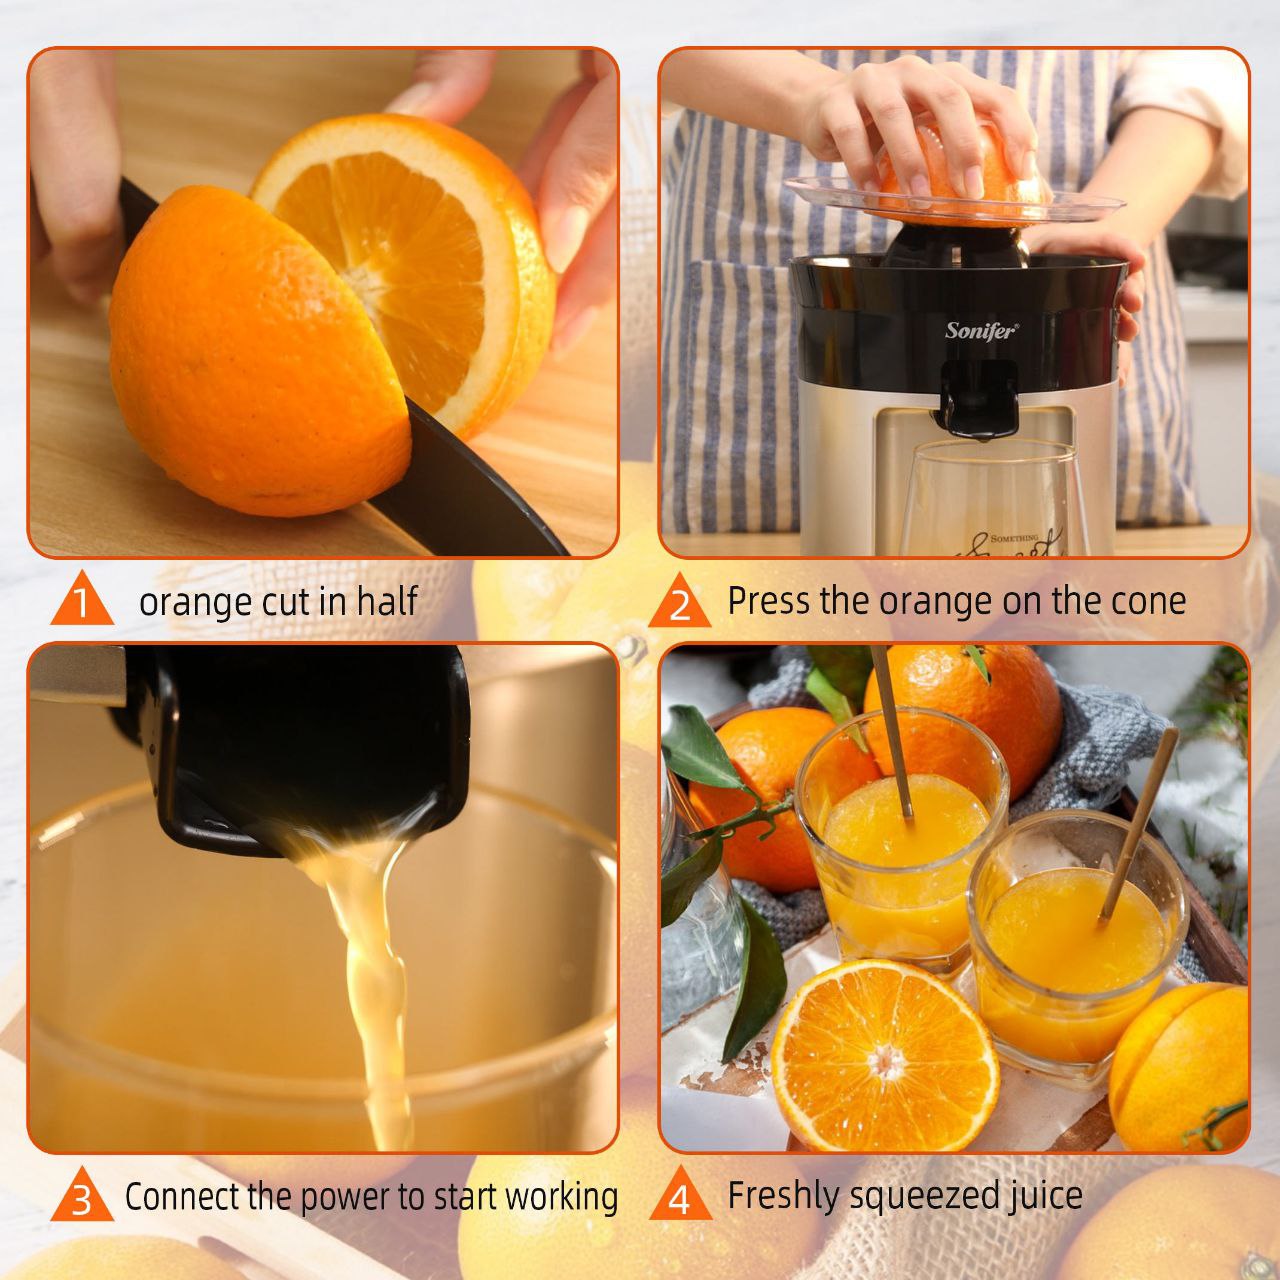 Sonifer®
SOMETHING
Sweet
1 orange cut in half
2 Press the orange on the cone
3 Connect the power to start working
4 Freshly squeezed juice